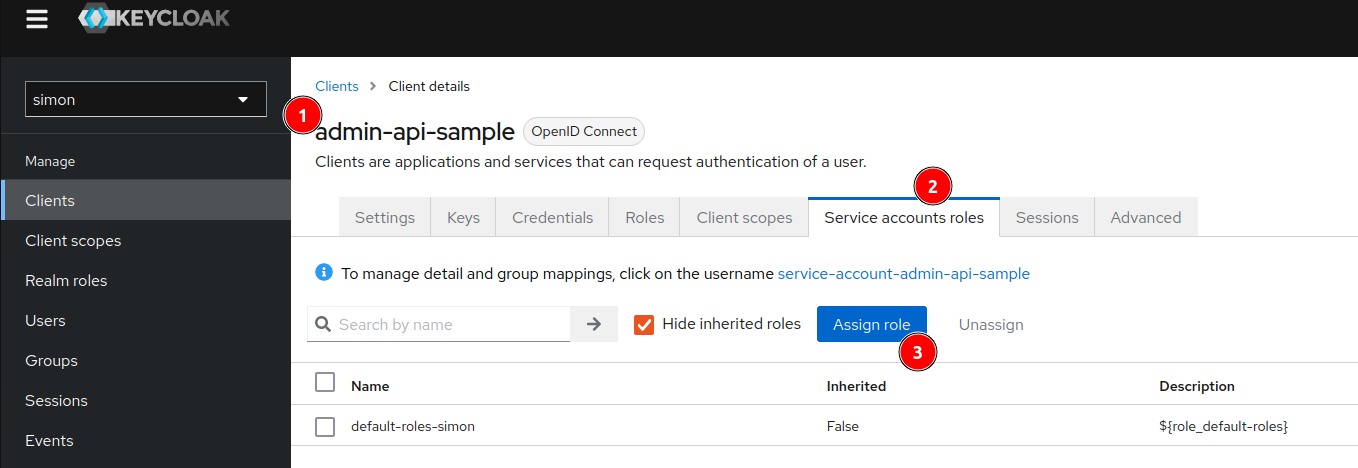 KEYCLOAK
simon
Manage
Clients
Client scopes
Realm roles
Users
Groups
Sessions
Events
Clients > Client details
1
admin-api-sample OpenID Connect
Clients are applications and services that can request authentication of a user.
2
Settings Keys Credentials Roles Client scopes Service accounts roles Sessions Advanced
To manage detail and group mappings, click on the username service-account-admin-api-sample
Search by name Hide inherited roles Assign role Unassign
3
Name Inherited Description
default-roles-simon False ${role_default-roles}